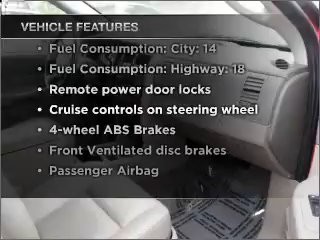 VEHICLE FEATURES
• Fuel Consumption: City: 14
• Fuel Consumption: Highway: 18
• Remote power door locks
• Cruise controls on steering wheel
• 4-wheel ABS Brakes
• Front Ventilated disc brakes
• Passenger Airbag